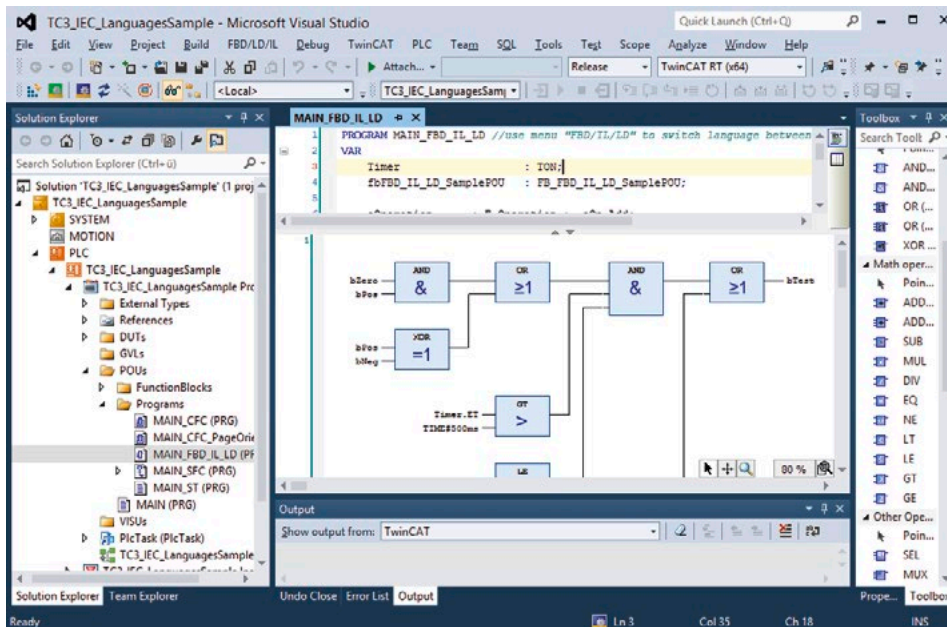 TC3_IEC_LanguagesSample - Microsoft Visual Studio
Quick Launch (Ctrl+Q)
File Edit View Project Build FBD/LD/IL Debug TwinCAT PLC Team SQL Tools Test Scope Analyze Window Help
Attach... Release TwinCAT RT (x64)
<Local> TC3_IEC_LanguagesSam
Solution Explorer
Search Solution Explorer (Ctrl+ü)
Solution 'TC3_IEC_LanguagesSample' (1 proj
TC3_IEC_LanguagesSample
SYSTEM
MOTION
PLC
TC3_IEC_LanguagesSample
TC3_IEC_LanguagesSample Pro
External Types
References
DUTs
GVLs
POUs
FunctionBlocks
Programs
MAIN_CFC (PRG)
MAIN_CFC_PageOrie
MAIN_FBD_IL_LD (PF
MAIN_SFC (PRG)
MAIN_ST (PRG)
MAIN (PRG)
VISUs
PlcTask (PlcTask)
TC3_IEC_LanguagesSample
Solution Explorer Team Explorer
MAIN_FBD_IL_LD
1 PROGRAM MAIN_FBD_IL_LD //use menu "FBD/IL/LD" to switch language between
2 VAR
3 Timer : TON;
4 fbFBD_IL_LD_SamplePOU : FB_FBD_IL_LD_SamplePOU;
5
1
AND OR AND OR
bZero & ≥1 & ≥1 bTest
bPos
XOR
bPos =1
bNeg
GT
Timer.ET >
TIME#500ms
LE
80 %
Output
Show output from: TwinCAT
Undo Close Error List Output
Toolbox
Search Toolb
AND...
AND...
OR (...
OR (...
XOR ...
Math oper...
Poin...
ADD...
ADD...
SUB
MUL
DIV
EQ
NE
LT
LE
GT
GE
Other Ope...
Poin...
SEL
MUX
Prope... Toolbo
Ready Ln 3 Col 35 Ch 18 INS